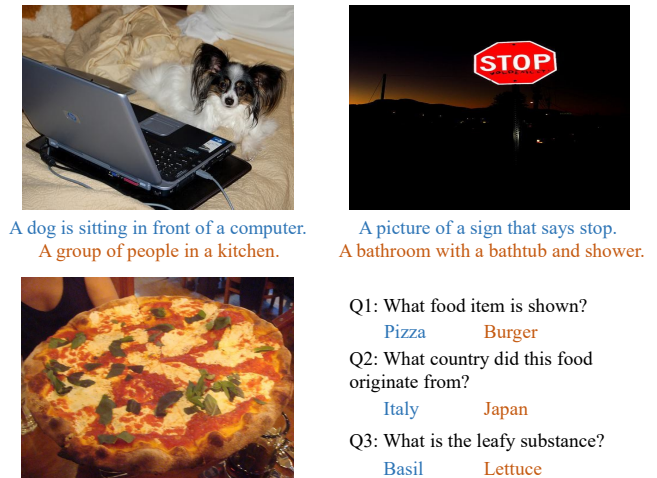 STOP
A dog is sitting in front of a computer.
A group of people in a kitchen.
A picture of a sign that says stop.
A bathroom with a bathtub and shower.
Q1: What food item is shown?
Pizza Burger
Q2: What country did this food
originate from?
Italy Japan
Q3: What is the leafy substance?
Basil Lettuce